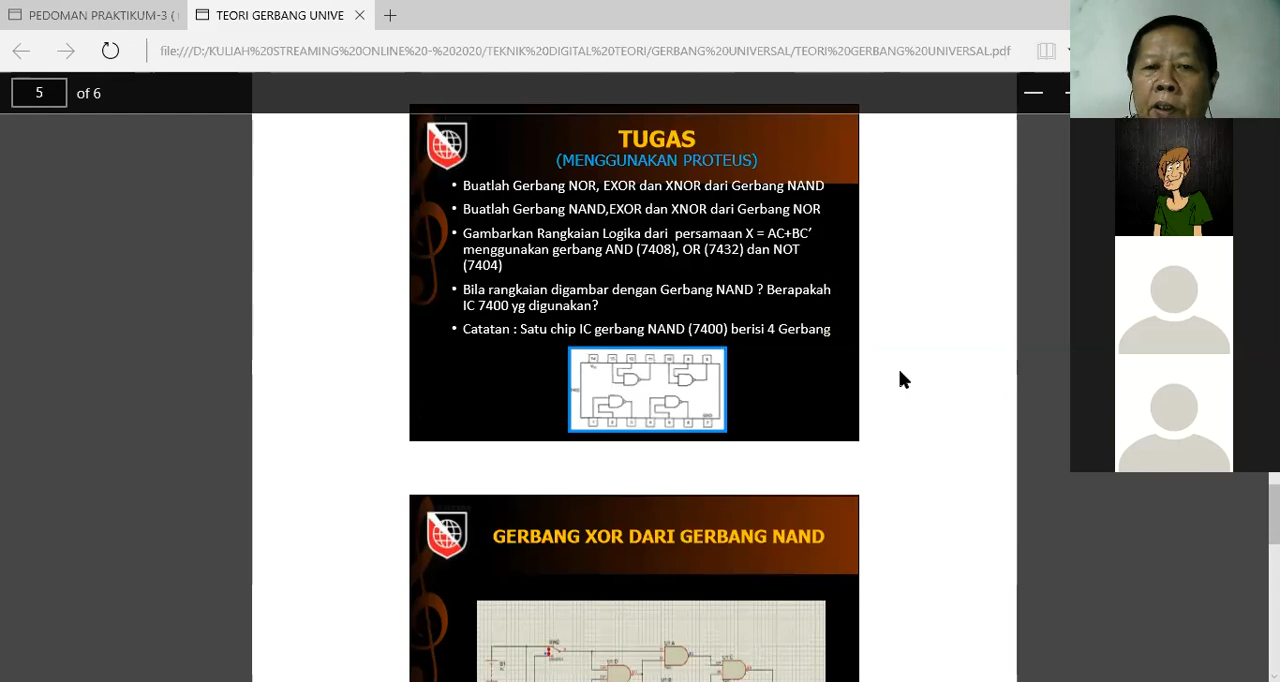 PEDOMAN PRAKTIKUM-3 (
TEORI GERBANG UNIVE
file:///D:/KULIAH%20STREAMING%20ONLINE%20-%202020/TEKNIK%20DIGITAL%20TEORI/GERBANG%20UNIVERSAL/TEORI%20GERBANG%20UNIVERSAL.pdf
5 of 6
TUGAS
(MENGGUNAKAN PROTEUS)
• Buatlah Gerbang NOR, EXOR dan XNOR dari Gerbang NAND
• Buatlah Gerbang NAND,EXOR dan XNOR dari Gerbang NOR
• Gambarkan Rangkaian Logika dari persamaan X = AC+BC’
menggunakan gerbang AND (7408), OR (7432) dan NOT
(7404)
• Bila rangkaian digambar dengan Gerbang NAND ? Berapakah
IC 7400 yg digunakan?
• Catatan : Satu chip IC gerbang NAND (7400) berisi 4 Gerbang
GERBANG XOR DARI GERBANG NAND